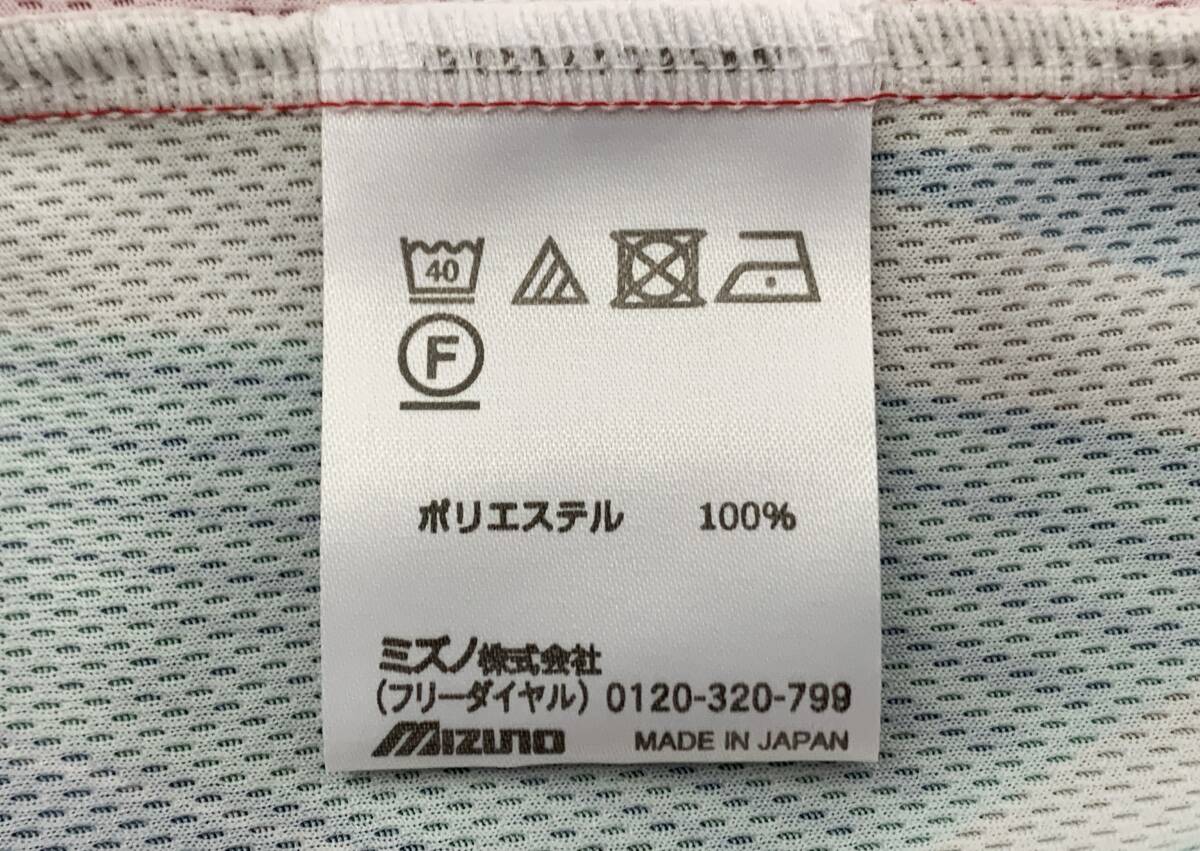 40
F
ポリエステル 100%
ミズノ株式会社
(フリーダイヤル) 0120-320-799
MIZUNO MADE IN JAPAN